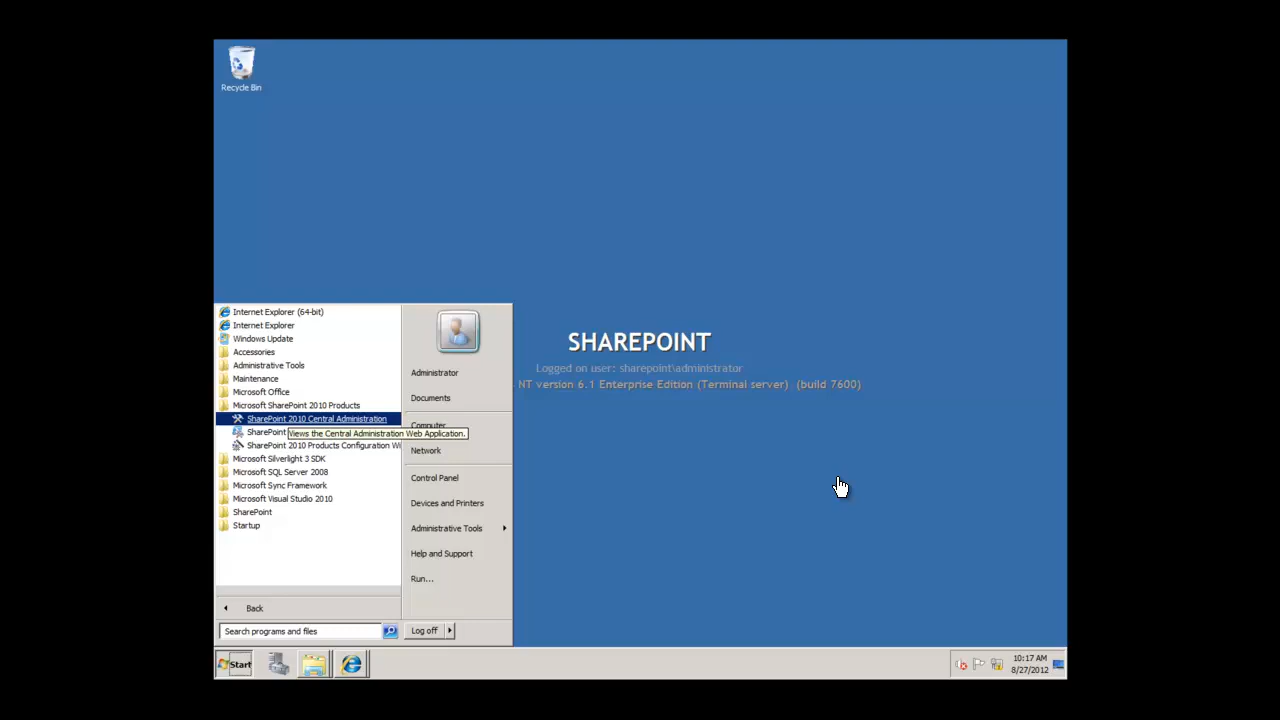 Recycle Bin
Internet Explorer (64-bit)
Internet Explorer
Windows Update
Accessories
Administrative Tools
Maintenance
Microsoft Office
Microsoft SharePoint 2010 Products
SharePoint 2010 Central Administration
SharePoint
Views the Central Administration Web Application.
SharePoint 2010 Products Configuration Wi
Microsoft Silverlight 3 SDK
Microsoft SQL Server 2008
Microsoft Sync Framework
Microsoft Visual Studio 2010
SharePoint
Startup
Back
Search programs and files
Administrator
Documents
Computer
Network
Control Panel
Devices and Printers
Administrative Tools
Help and Support
Run...
Log off
SHAREPOINT
Logged on user: sharepoint\administrator
NT version 6.1 Enterprise Edition (Terminal server) (build 7600)
Start
10:17 AM
8/27/2012